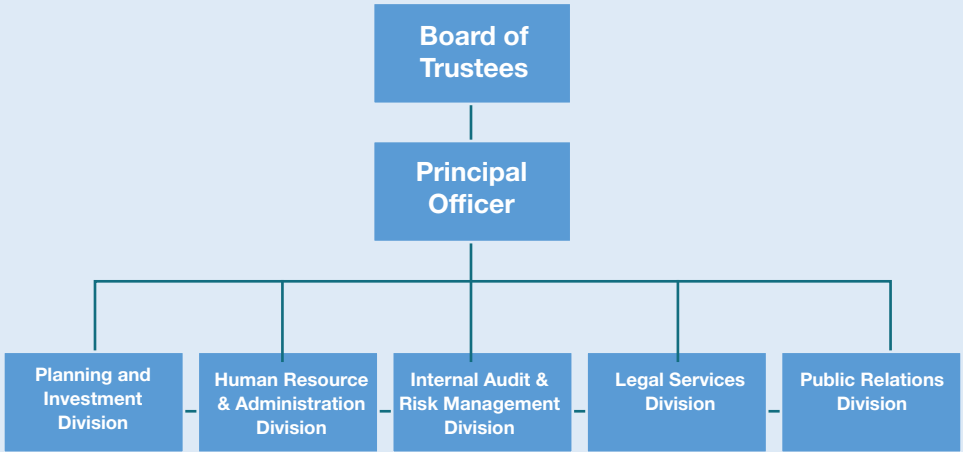 Board of
Trustees
Principal
Officer
Planning and
Investment
Division
Human Resource
& Administration
Division
Internal Audit &
Risk Management
Division
Legal Services
Division
Public Relations
Division